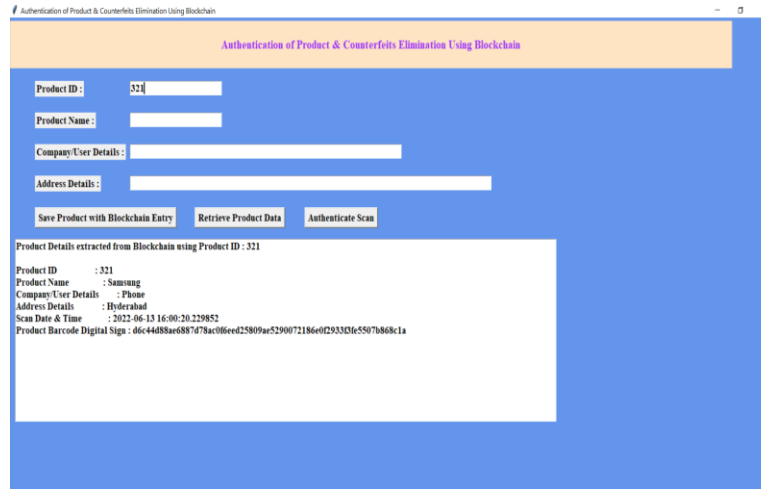 Authentication of Product & Counterfeits Elimination Using Blockchain
Authentication of Product & Counterfeits Elimination Using Blockchain
Product ID : 321
Product Name :
Company/User Details :
Address Details :
Save Product with Blockchain Entry Retrieve Product Data Authenticate Scan
Product Details extracted from Blockchain using Product ID : 321
Product ID : 321
Product Name : Samsung
Company/User Details : Phone
Address Details : Hyderabad
Scan Date & Time : 2022-06-13 16:00:20.229852
Product Barcode Digital Sign : d6c44d88ae6887d78ac0f6eed25809ae5290072186e0f2933f3fe5507b868c1a